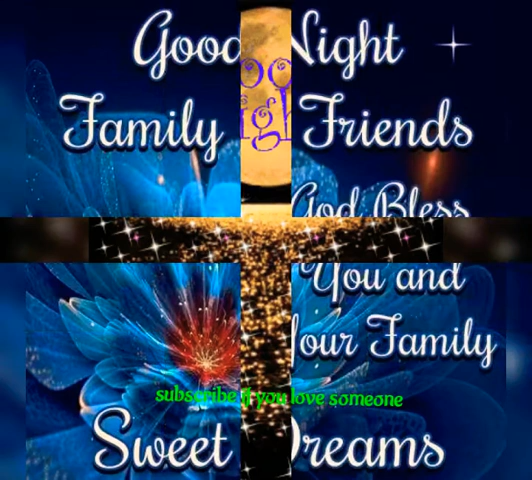 Good Night
Family Friends
God Bless
You and
Your Family
subscribe if you love someone
Sweet Dreams